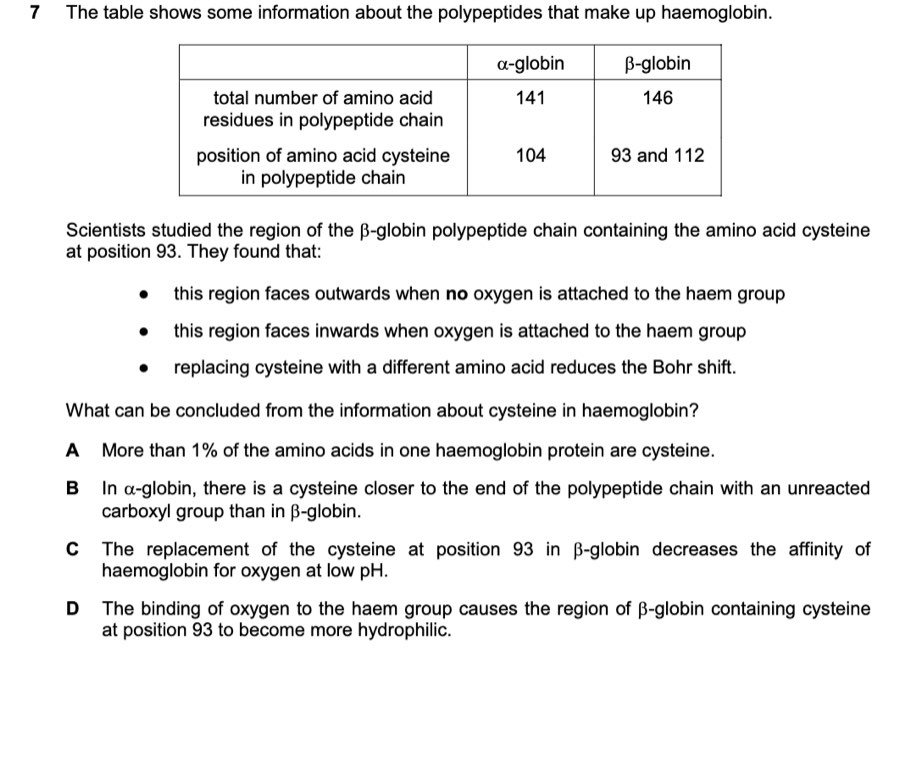 7 The table shows some information about the polypeptides that make up haemoglobin.
α-globin β-globin
total number of amino acid 141 146
residues in polypeptide chain
position of amino acid cysteine 104 93 and 112
in polypeptide chain
Scientists studied the region of the β-globin polypeptide chain containing the amino acid cysteine
at position 93. They found that:
• this region faces outwards when no oxygen is attached to the haem group
• this region faces inwards when oxygen is attached to the haem group
• replacing cysteine with a different amino acid reduces the Bohr shift.
What can be concluded from the information about cysteine in haemoglobin?
A More than 1% of the amino acids in one haemoglobin protein are cysteine.
B In α-globin, there is a cysteine closer to the end of the polypeptide chain with an unreacted
carboxyl group than in β-globin.
C The replacement of the cysteine at position 93 in β-globin decreases the affinity of
haemoglobin for oxygen at low pH.
D The binding of oxygen to the haem group causes the region of β-globin containing cysteine
at position 93 to become more hydrophilic.